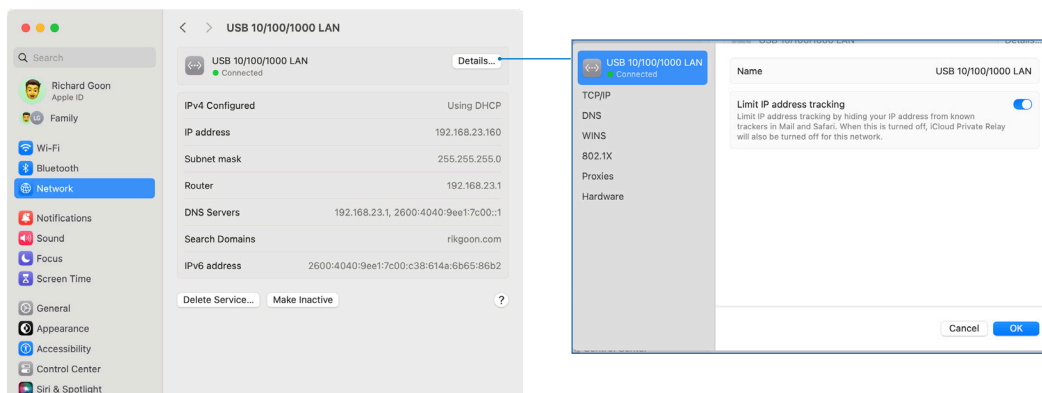 USB 10/100/1000 LAN
Search
Richard Goon
Apple ID
LG
Family
Wi-Fi
Bluetooth
Network
Notifications
Sound
Focus
Screen Time
General
Appearance
Accessibility
Control Center
Siri & Spotlight
USB 10/100/1000 LAN
Connected
Details...
IPv4 Configured Using DHCP
IP address 192.168.23.160
Subnet mask 255.255.255.0
Router 192.168.23.1
DNS Servers 192.168.23.1, 2600:4040:9ee1:7c00::1
Search Domains rikgoon.com
IPv6 address 2600:4040:9ee1:7c00:c38:614a:6b65:86b2
Delete Service... Make Inactive ?
USB 10/100/1000 LAN
Connected
TCP/IP
DNS
WINS
802.1X
Proxies
Hardware
Name USB 10/100/1000 LAN
Limit IP address tracking
Limit IP address tracking by hiding your IP address from known
trackers in Mail and Safari. When this is turned off, iCloud Private Relay
will also be turned off for this network.
Cancel OK